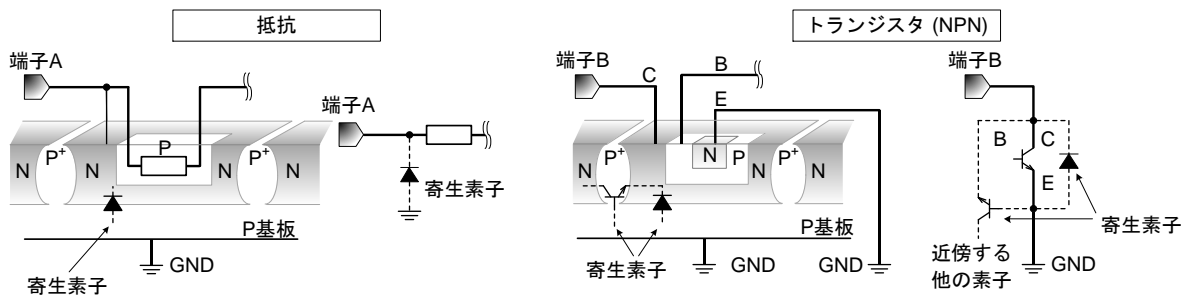 抵抗
トランジスタ (NPN)
端子A
端子A
P
N
P+
N
P+
N
N
寄生素子
P基板
GND
寄生素子
端子B
C
B
E
N
P+
N
N
P
P+
N
P基板
GND
GND
寄生素子
端子B
B
C
E
寄生素子
近傍する
他の素子
GND